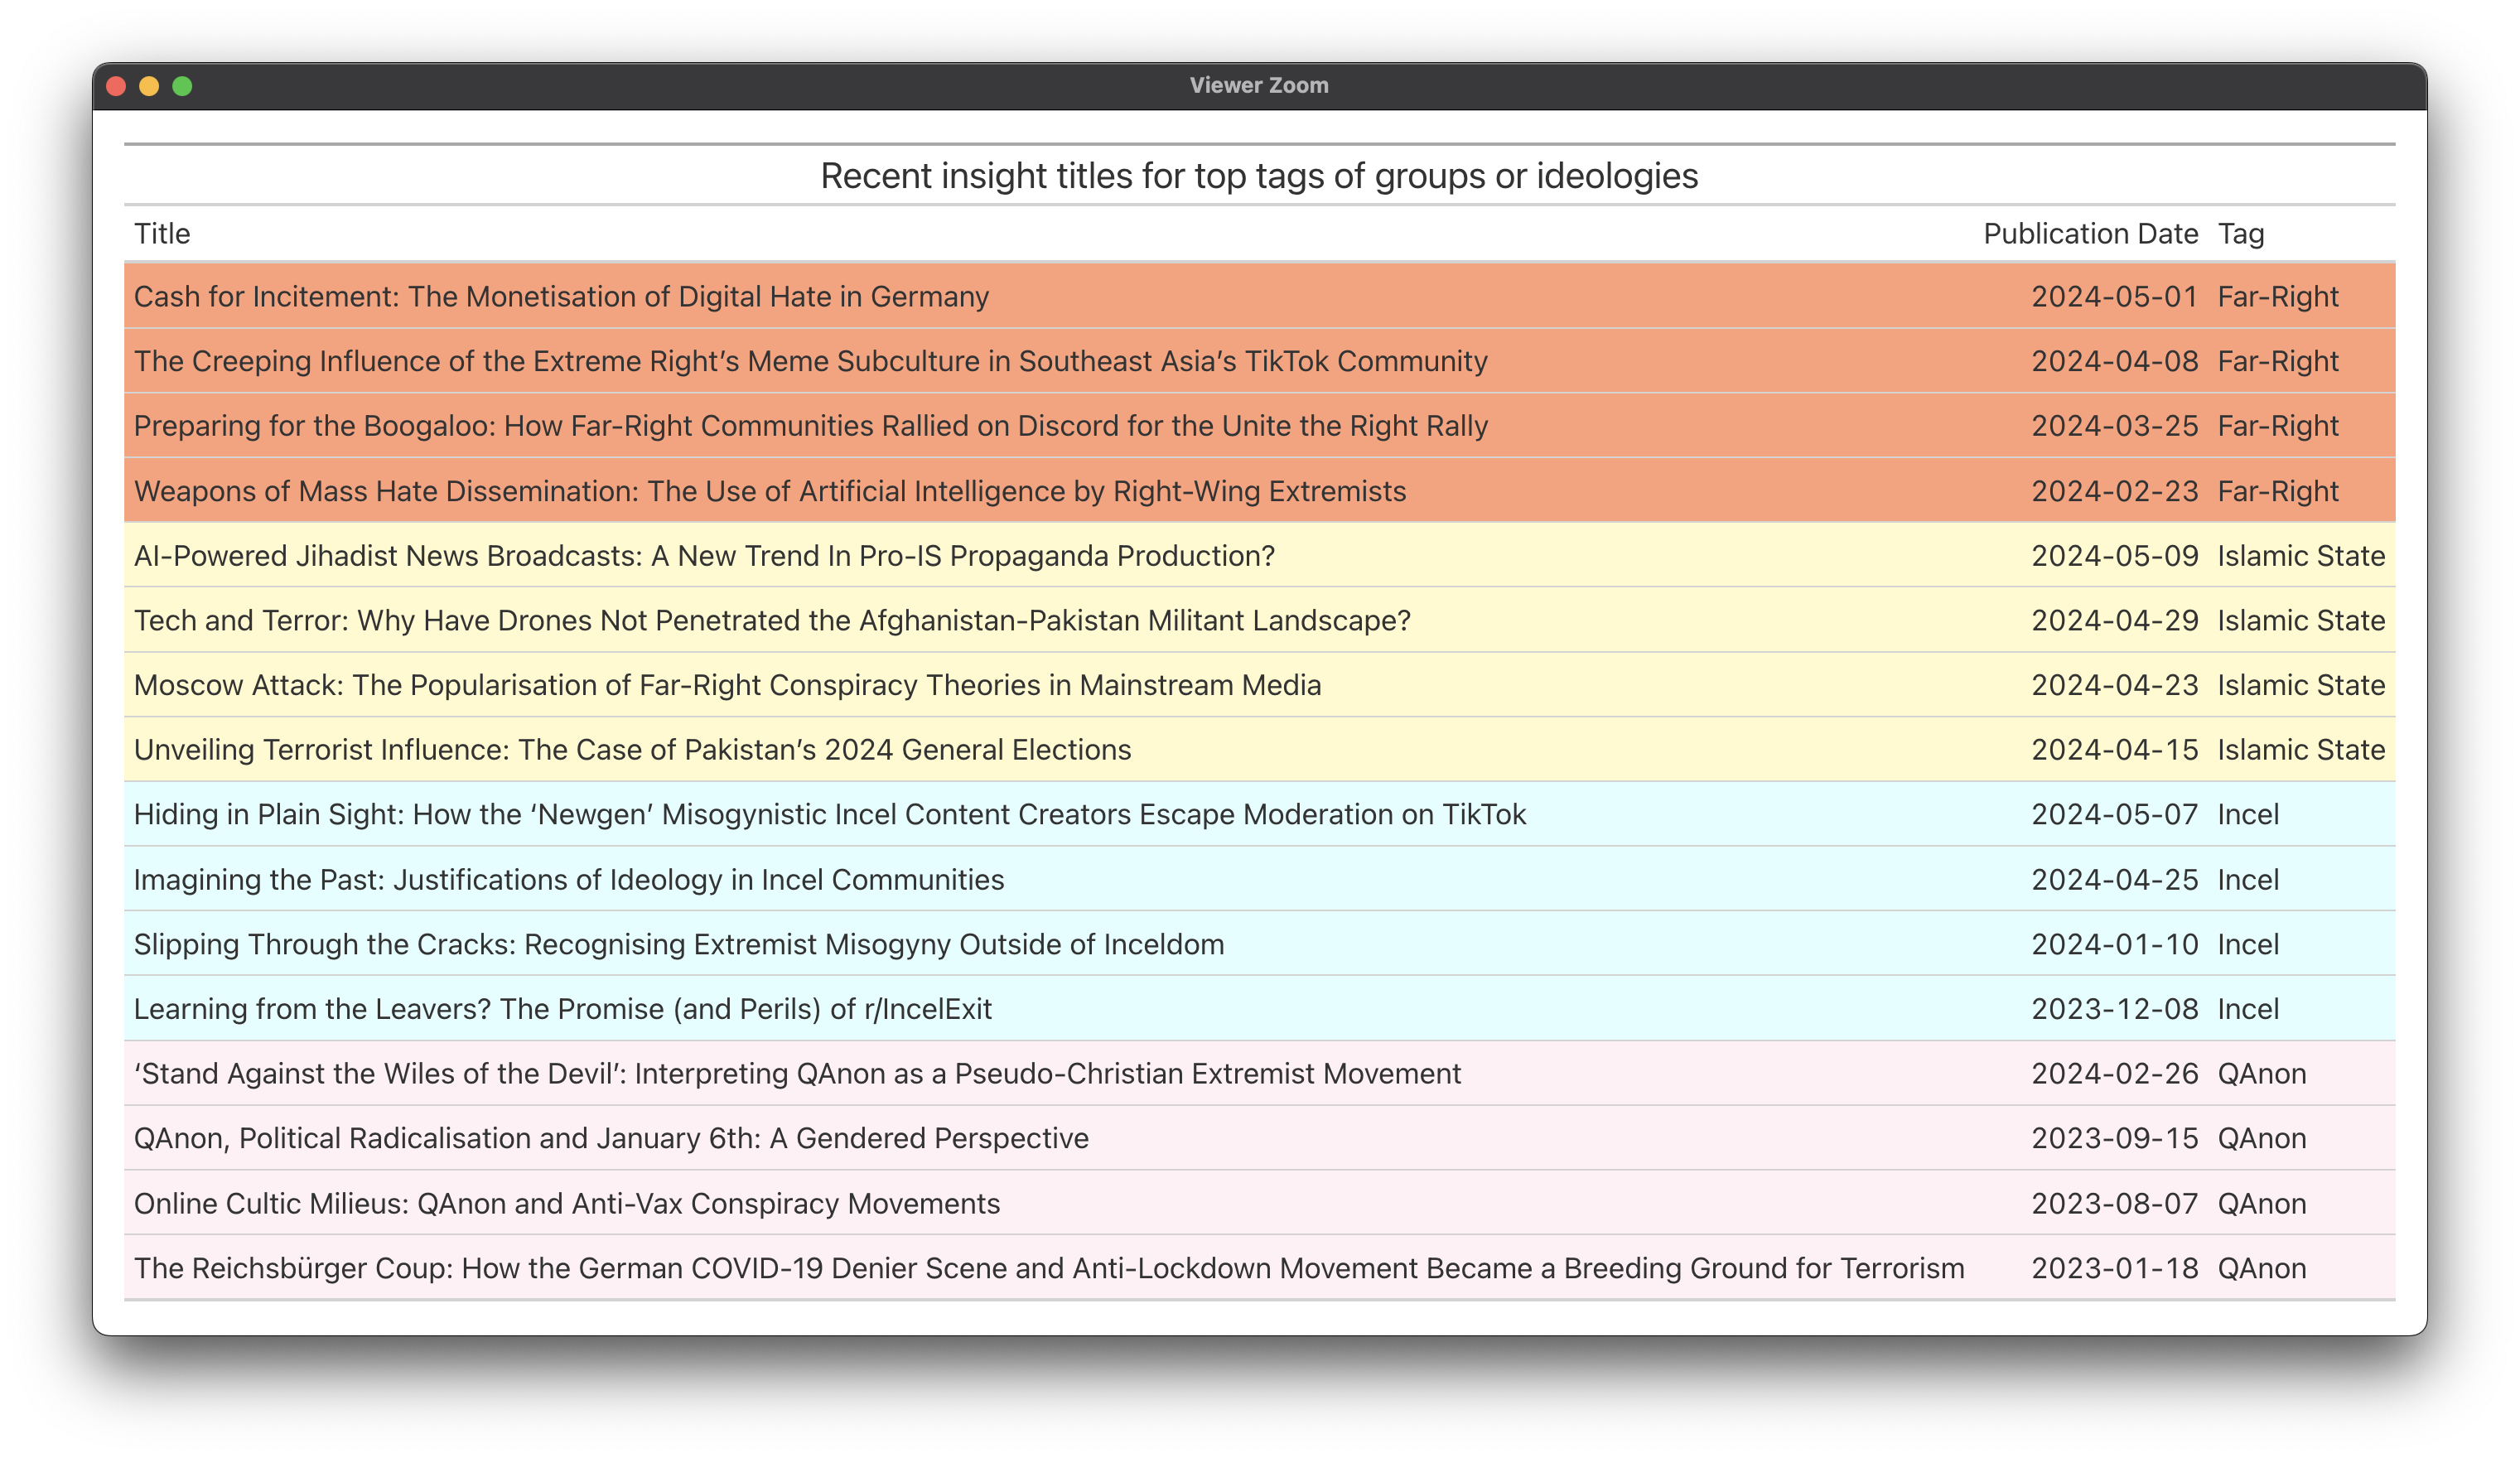 Viewer Zoom
Recent insight titles for top tags of groups or ideologies
Title Publication Date Tag
Cash for Incitement: The Monetisation of Digital Hate in Germany 2024-05-01 Far-Right
The Creeping Influence of the Extreme Right’s Meme Subculture in Southeast Asia’s TikTok Community 2024-04-08 Far-Right
Preparing for the Boogaloo: How Far-Right Communities Rallied on Discord for the Unite the Right Rally 2024-03-25 Far-Right
Weapons of Mass Hate Dissemination: The Use of Artificial Intelligence by Right-Wing Extremists 2024-02-23 Far-Right
AI-Powered Jihadist News Broadcasts: A New Trend In Pro-IS Propaganda Production? 2024-05-09 Islamic State
Tech and Terror: Why Have Drones Not Penetrated the Afghanistan-Pakistan Militant Landscape? 2024-04-29 Islamic State
Moscow Attack: The Popularisation of Far-Right Conspiracy Theories in Mainstream Media 2024-04-23 Islamic State
Unveiling Terrorist Influence: The Case of Pakistan’s 2024 General Elections 2024-04-15 Islamic State
Hiding in Plain Sight: How the ‘Newgen’ Misogynistic Incel Content Creators Escape Moderation on TikTok 2024-05-07 Incel
Imagining the Past: Justifications of Ideology in Incel Communities 2024-04-25 Incel
Slipping Through the Cracks: Recognising Extremist Misogyny Outside of Inceldom 2024-01-10 Incel
Learning from the Leavers? The Promise (and Perils) of r/IncelExit 2023-12-08 Incel
‘Stand Against the Wiles of the Devil’: Interpreting QAnon as a Pseudo-Christian Extremist Movement 2024-02-26 QAnon
QAnon, Political Radicalisation and January 6th: A Gendered Perspective 2023-09-15 QAnon
Online Cultic Milieus: QAnon and Anti-Vax Conspiracy Movements 2023-08-07 QAnon
The Reichsbürger Coup: How the German COVID-19 Denier Scene and Anti-Lockdown Movement Became a Breeding Ground for Terrorism 2023-01-18 QAnon